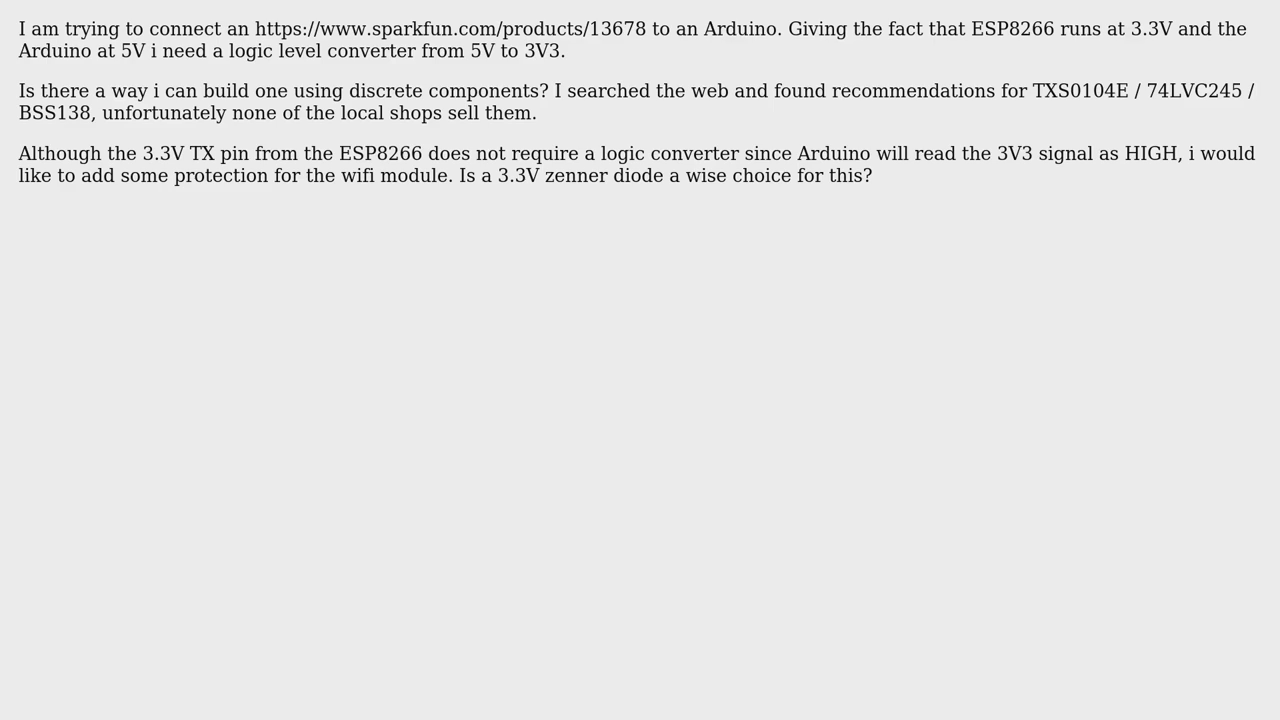 I am trying to connect an https://www.sparkfun.com/products/13678 to an Arduino. Giving the fact that ESP8266 runs at 3.3V and the
Arduino at 5V i need a logic level converter from 5V to 3V3.
Is there a way i can build one using discrete components? I searched the web and found recommendations for TXS0104E / 74LVC245 /
BSS138, unfortunately none of the local shops sell them.
Although the 3.3V TX pin from the ESP8266 does not require a logic converter since Arduino will read the 3V3 signal as HIGH, i would
like to add some protection for the wifi module. Is a 3.3V zenner diode a wise choice for this?